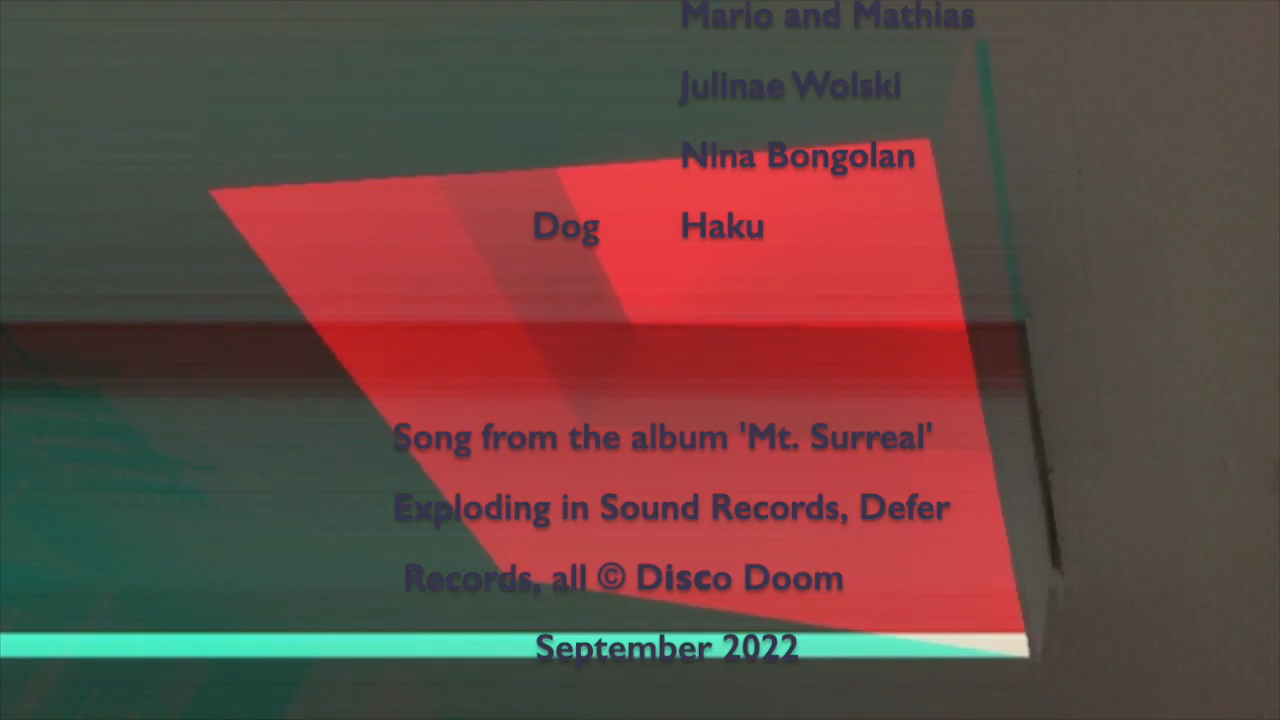 Mario and Mathias
Julinae Wolski
Nina Bongolan
Dog Haku
Song from the album 'Mt. Surreal'
Exploding in Sound Records, Defer
Records, all © Disco Doom
September 2022